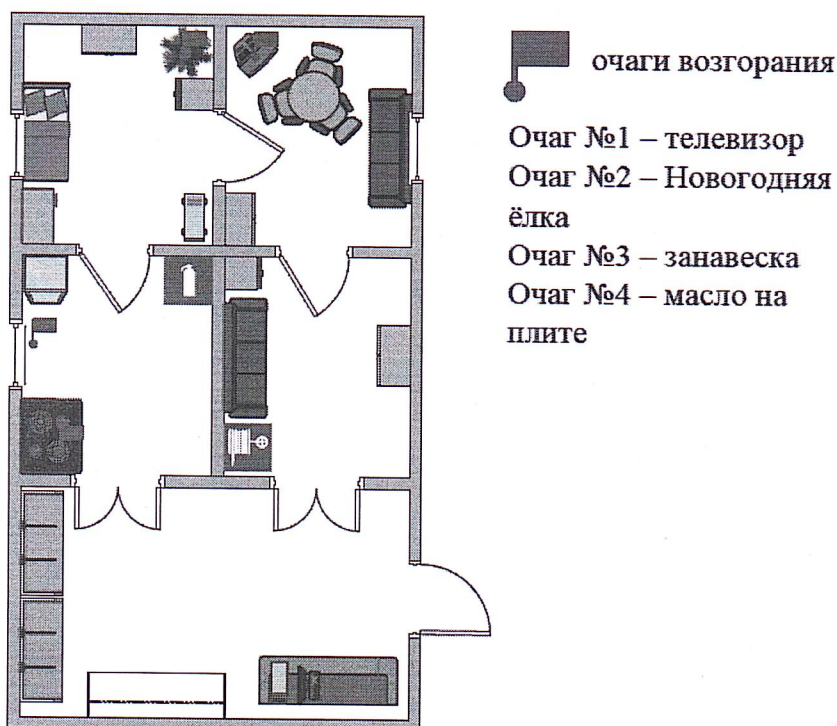 очаги возгорания
Очаг №1 – телевизор
Очаг №2 – Новогодняя
ёлка
Очаг №3 – занавеска
Очаг №4 – масло на
плите